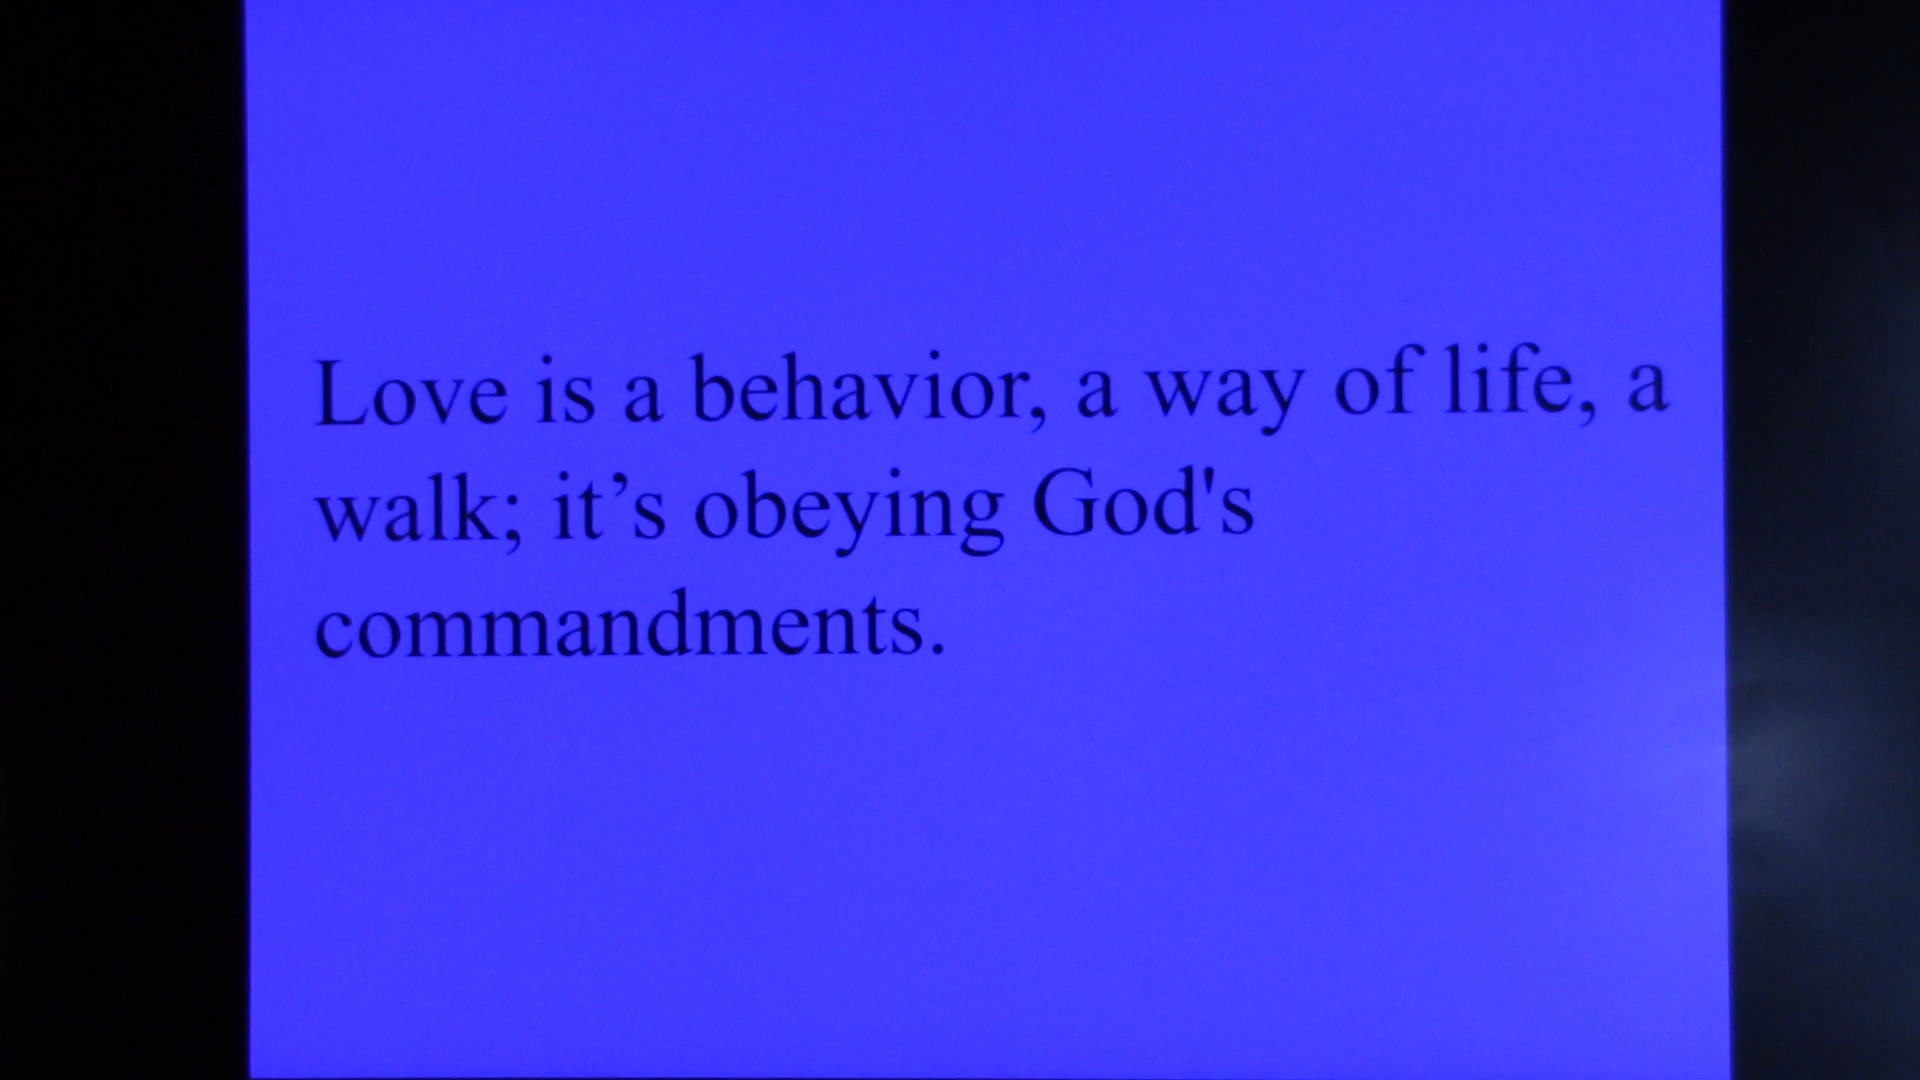 Love is a behavior, a way of life, a
walk; it’s obeying God's
commandments.